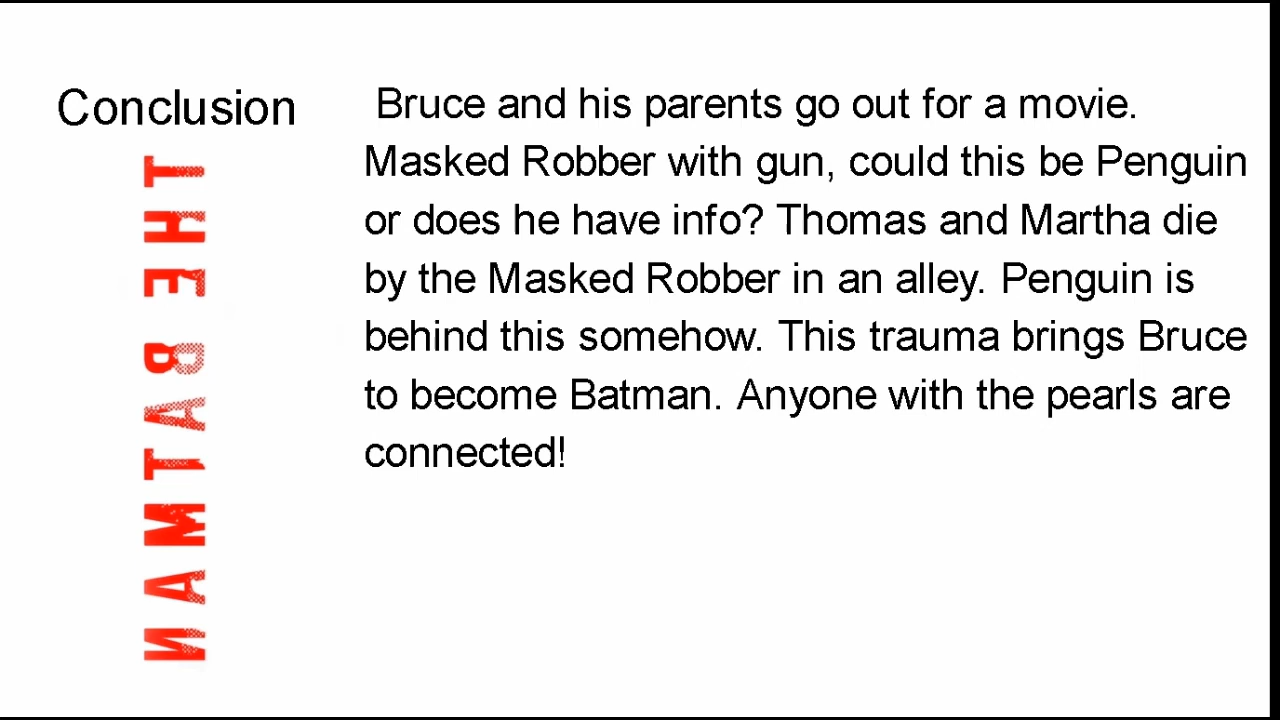 Conclusion
THE BATMAN
Bruce and his parents go out for a movie.
Masked Robber with gun, could this be Penguin
or does he have info? Thomas and Martha die
by the Masked Robber in an alley. Penguin is
behind this somehow. This trauma brings Bruce
to become Batman. Anyone with the pearls are
connected!